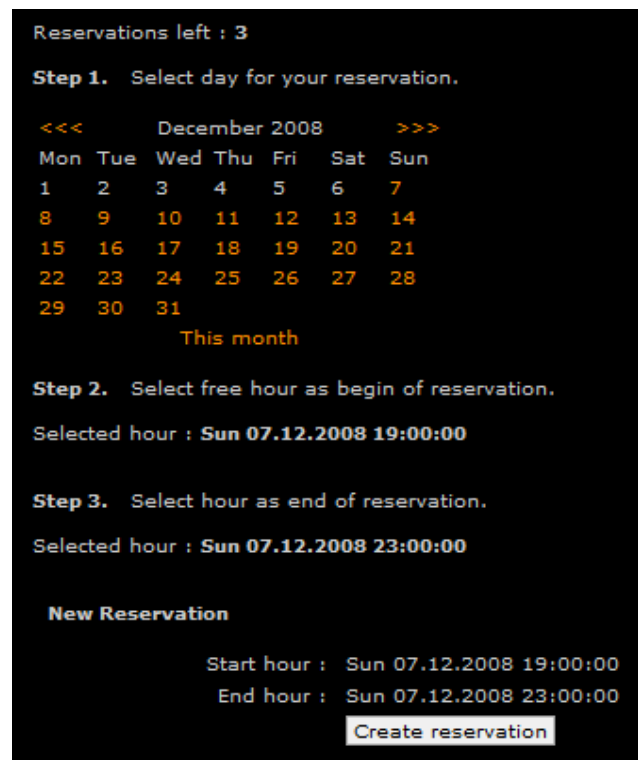 Reservations left : 3
Step 1. Select day for your reservation.
<<< December 2008 >>>
Mon Tue Wed Thu Fri Sat Sun
1 2 3 4 5 6 7
8 9 10 11 12 13 14
15 16 17 18 19 20 21
22 23 24 25 26 27 28
29 30 31
This month
Step 2. Select free hour as begin of reservation.
Selected hour : Sun 07.12.2008 19:00:00
Step 3. Select hour as end of reservation.
Selected hour : Sun 07.12.2008 23:00:00
New Reservation
Start hour : Sun 07.12.2008 19:00:00
End hour : Sun 07.12.2008 23:00:00
Create reservation